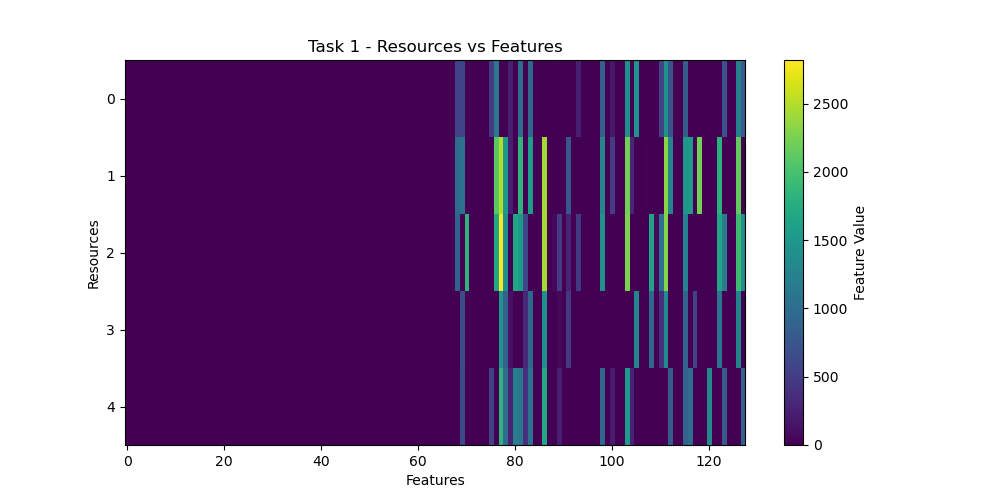 Task 1 - Resources vs Features
0
1
2
3
4
Resources
0 20 40 60 80 100 120
Features
2500
2000
1500
1000
500
0
Feature Value